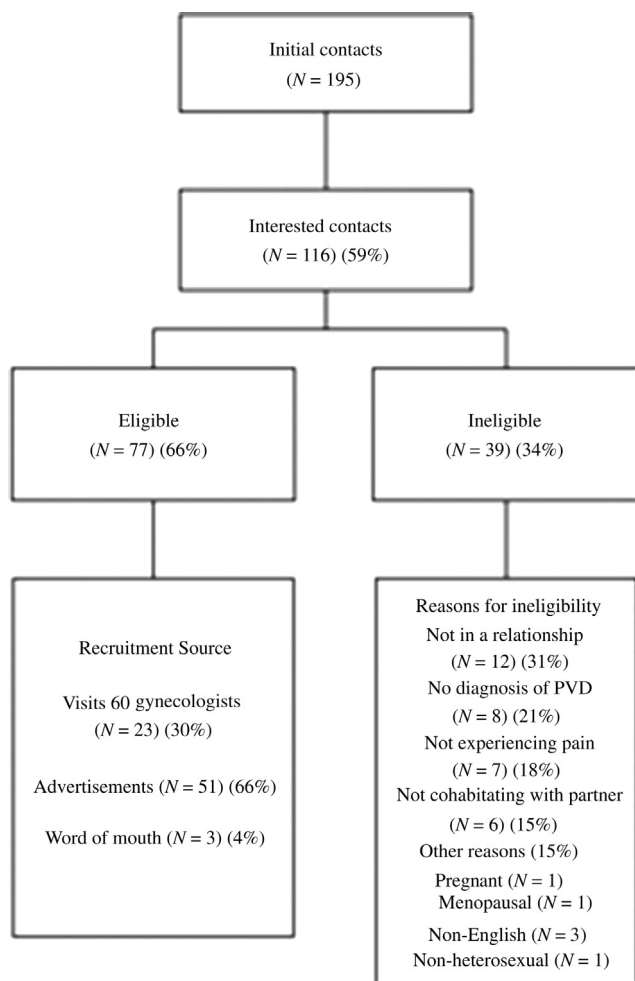 Initial contacts
(N = 195)
Interested contacts
(N = 116) (59%)
Eligible
(N = 77) (66%)
Ineligible
(N = 39) (34%)
Recruitment Source
Visits 60 gynecologists
(N = 23) (30%)
Advertisements (N = 51) (66%)
Word of mouth (N = 3) (4%)
Reasons for ineligibility
Not in a relationship
(N = 12) (31%)
No diagnosis of PVD
(N = 8) (21%)
Not experiencing pain
(N = 7) (18%)
Not cohabitating with partner
(N = 6) (15%)
Other reasons (15%)
Pregnant (N = 1)
Menopausal (N = 1)
Non-English (N = 3)
Non-heterosexual (N = 1)